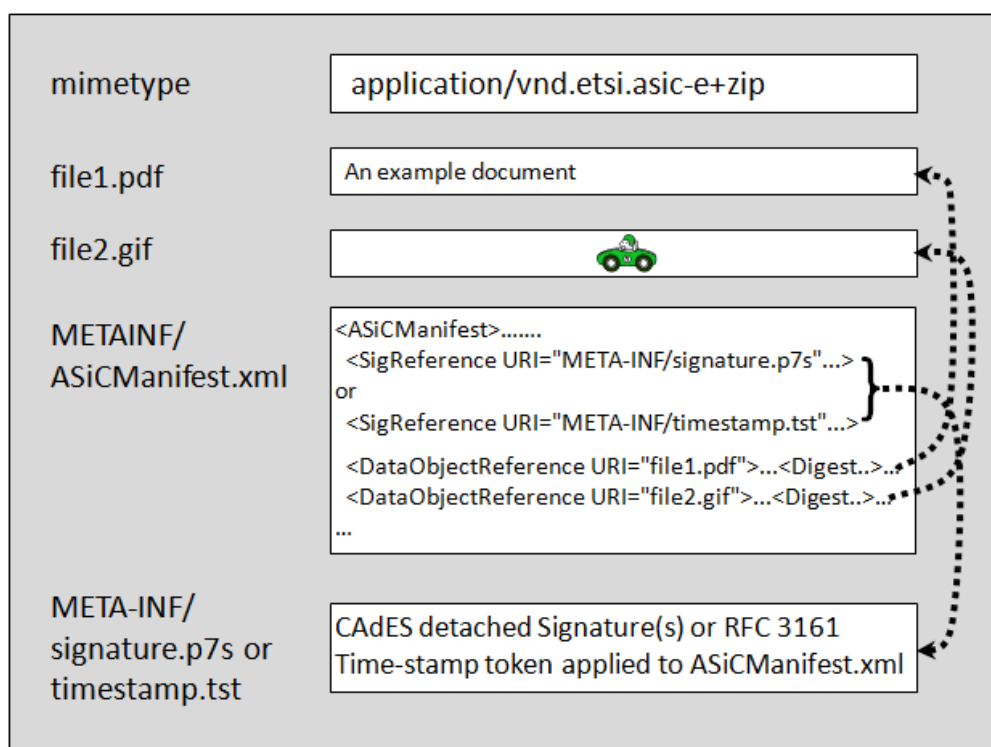 mimetype
application/vnd.etsi.asic-e+zip
file1.pdf
An example document
file2.gif
METAINF/
ASiCManifest.xml
<ASiCManifest>.......
<SigReference URI="META-INF/signature.p7s"...>
or
<SigReference URI="META-INF/timestamp.tst"...>
<DataObjectReference URI="file1.pdf">...<Digest..>...
<DataObjectReference URI="file2.gif">...<Digest..>...
...
META-INF/
signature.p7s or
timestamp.tst
CAdES detached Signature(s) or RFC 3161
Time-stamp token applied to ASiCManifest.xml